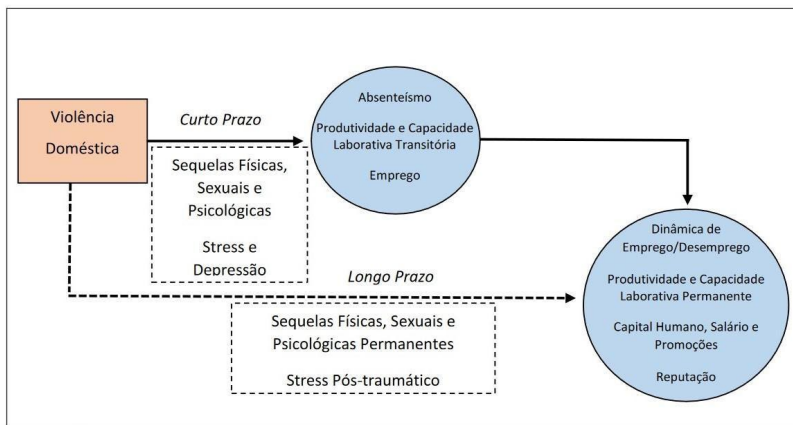 Violência
Doméstica
Curto Prazo
Sequelas Físicas,
Sexuais e
Psicológicas
Stress e
Depressão
Absenteísmo
Produtividade e Capacidade
Laborativa Transitória
Emprego
Longo Prazo
Sequelas Físicas, Sexuais e
Psicológicas Permanentes
Stress Pós-traumático
Dinâmica de
Emprego/Desemprego
Produtividade e Capacidade
Laborativa Permanente
Capital Humano, Salário e
Promoções
Reputação